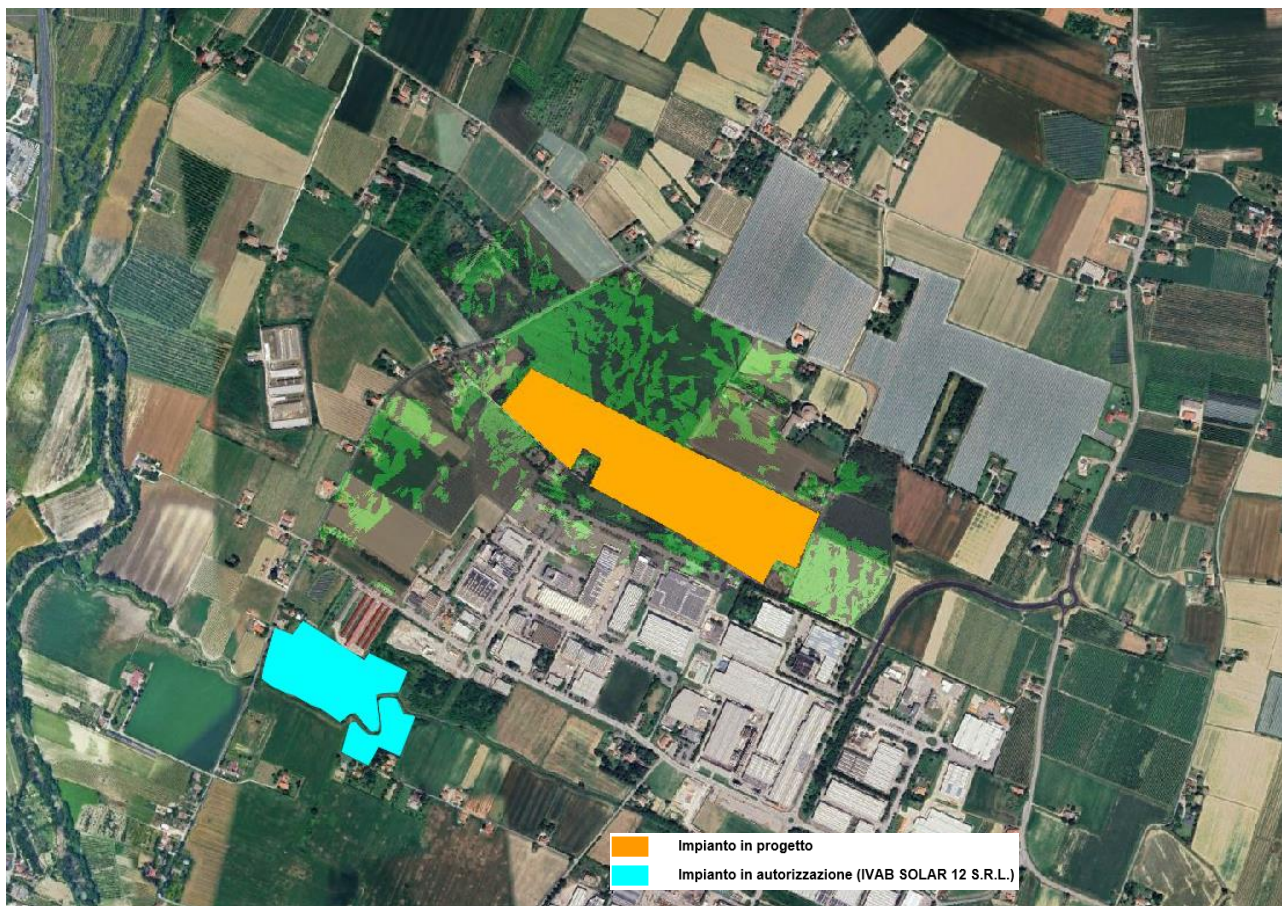 Impianto in progetto
Impianto in autorizzazione (IVAB SOLAR 12 S.R.L.)